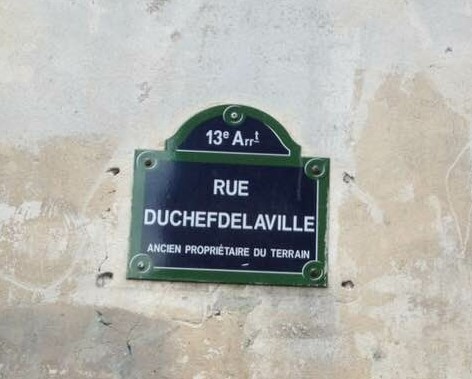 13e Arrt
RUE
DUCHEFDELAVILLE
ANCIEN PROPRIÉTAIRE DU TERRAIN